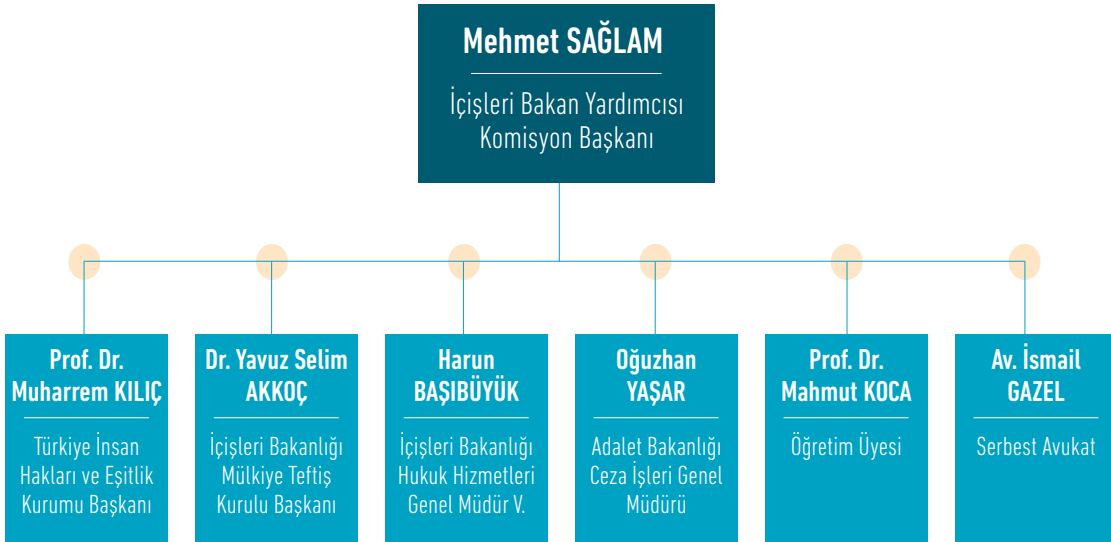 Mehmet SAĞLAM
İçişleri Bakan Yardımcısı
Komisyon Başkanı
Prof. Dr.
Muharrem KILIÇ
Türkiye İnsan
Hakları ve Eşitlik
Kurumu Başkanı
Dr. Yavuz Selim
AKKOÇ
İçişleri Bakanlığı
Mülkiye Teftiş
Kurulu Başkanı
Harun
BAŞIBÜYÜK
İçişleri Bakanlığı
Hukuk Hizmetleri
Genel Müdür V.
Oğuzhan
YAŞAR
Adalet Bakanlığı
Ceza İşleri Genel
Müdürü
Prof. Dr.
Mahmut KOCA
Öğretim Üyesi
Av. İsmail
GAZEL
Serbest Avukat